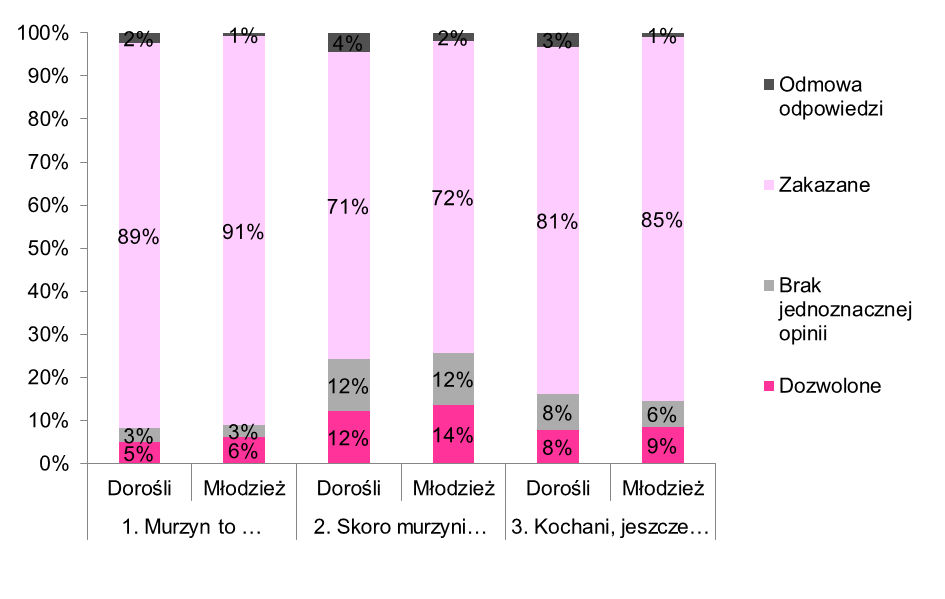 100%
90%
80%
70%
60%
50%
40%
30%
20%
10%
0%
2% 1% 4% 2% 3% 1%
89% 91% 71% 72% 81% 85%
3% 3% 12% 12% 8% 6%
5% 6% 12% 14% 8% 9%
Dorośli Młodzież Dorośli Młodzież Dorośli Młodzież
1. Murzyn to … 2. Skoro murzyni… 3. Kochani, jeszcze…
Odmowa
odpowiedzi
Zakazane
Brak
jednoznacznej
opinii
Dozwolone